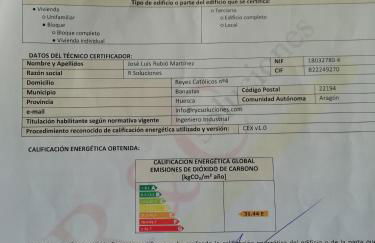 Tipo de edificio o parte del edificio que se certifica:
● Vivienda
○ Unifamiliar
● Bloque
○ Bloque completo
● Vivienda individual
○ Terciario
○ Edificio completo
○ Local
DATOS DEL TÉCNICO CERTIFICADOR:
Nombre y Apellidos José Luis Rubió Martínez NIF 18032780-K
Razón social R Soluciones CIF B22249270
Domicilio Reyes Católicos nº4
Municipio Banastas Código Postal 22194
Provincia Huesca Comunidad Autónoma Aragón
e-mail info@rycsoluciones.com
Titulación habilitante según normativa vigente Ingeniero Industrial
Procedimiento reconocido de calificación energética utilizado y versión: CEX v1.0
CALIFICACIÓN ENERGÉTICA OBTENIDA:
CALIFICACIÓN ENERGÉTICA GLOBAL
EMISIONES DE DIÓXIDO DE CARBONO
[kgCO₂/m² año]
31.44 E